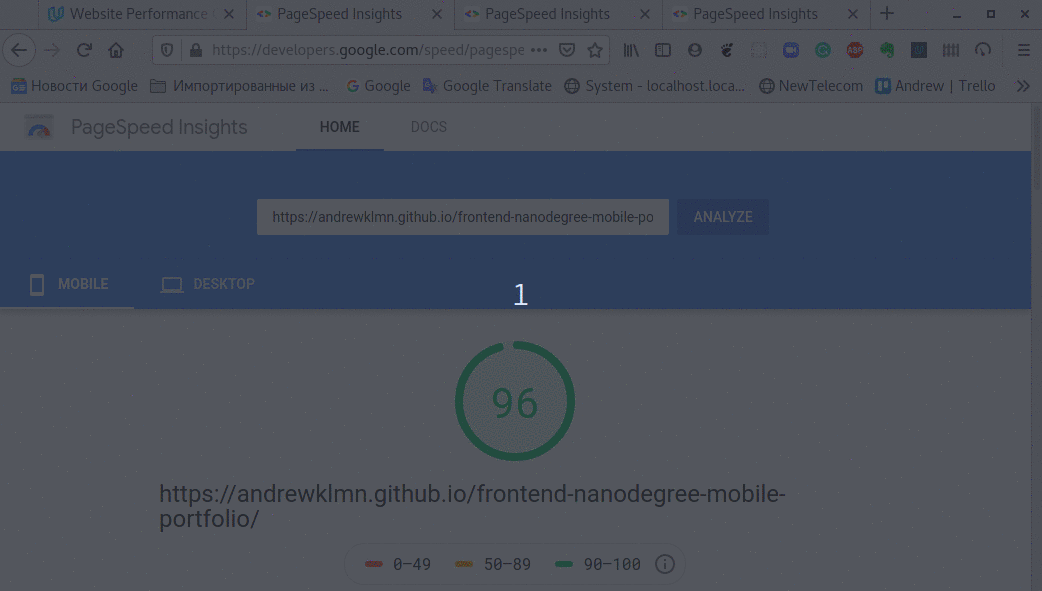 Website Performance
PageSpeed Insights
PageSpeed Insights
PageSpeed Insights
https://developers.google.com/speed/pagespe
ABP
Новости Google
Импортированные из ...
Google
Google Translate
System - localhost.loca...
NewTelecom
Andrew | Trello
PageSpeed Insights
HOME
DOCS
https://andrewklmn.github.io/frontend-nanodegree-mobile-po
ANALYZE
MOBILE
DESKTOP
1
96
https://andrewklmn.github.io/frontend-nanodegree-mobile-
portfolio/
0–49
50–89
90–100